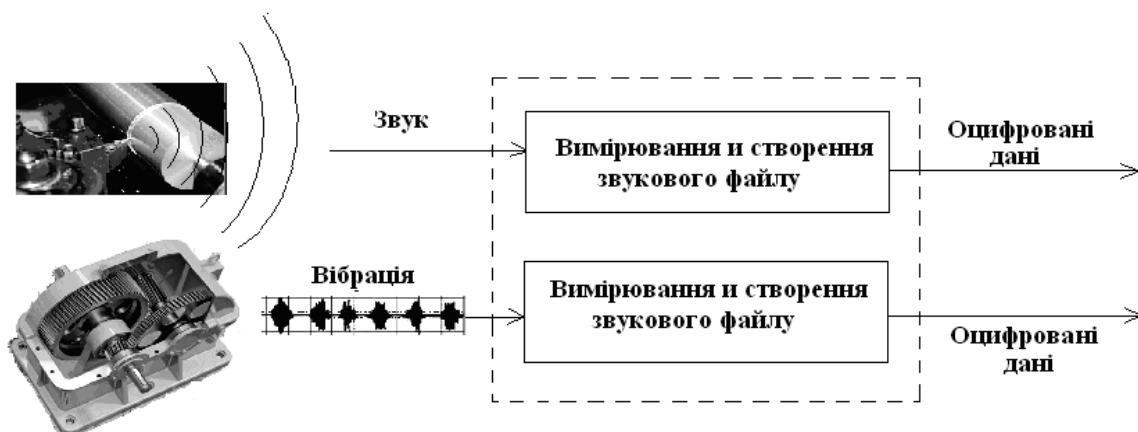 Звук
Вимірювання и створення
звукового файлу
Оцифровані
дані
Вібрація
Вимірювання и створення
звукового файлу
Оцифровані
дані